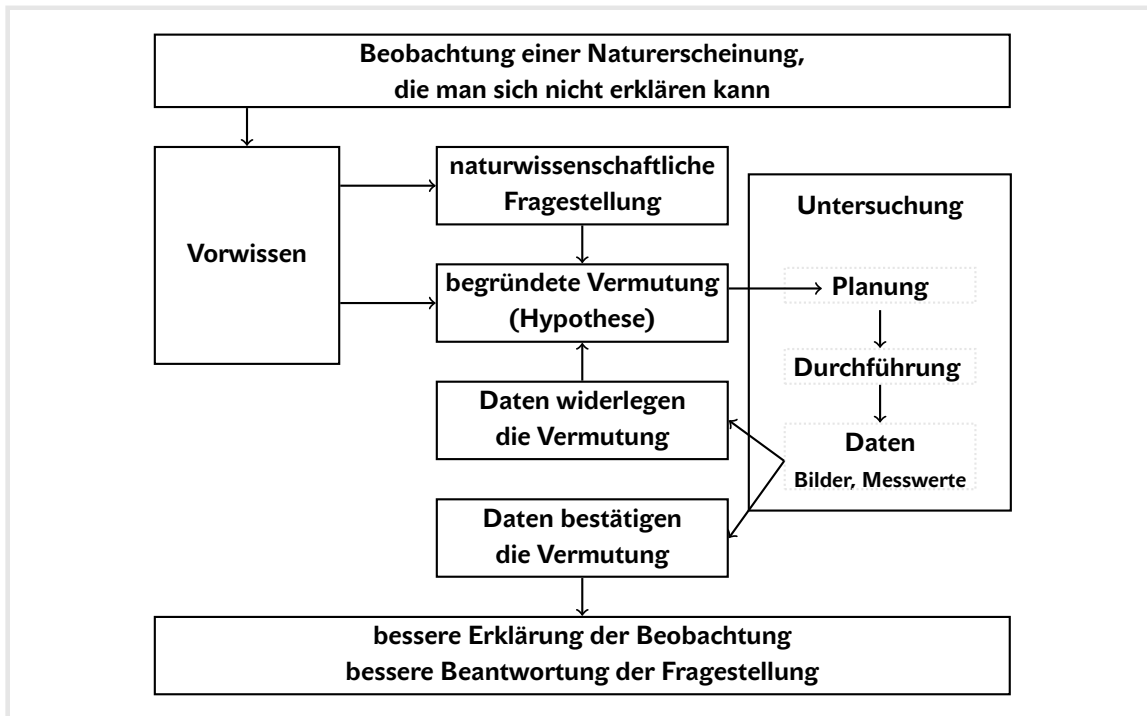 Beobachtung einer Naturerscheinung,
die man sich nicht erklären kann
Vorwissen
naturwissenschaftliche
Fragestellung
begründete Vermutung
(Hypothese)
Untersuchung
Planung
Durchführung
Daten
Bilder, Messwerte
Daten widerlegen
die Vermutung
Daten bestätigen
die Vermutung
bessere Erklärung der Beobachtung
bessere Beantwortung der Fragestellung